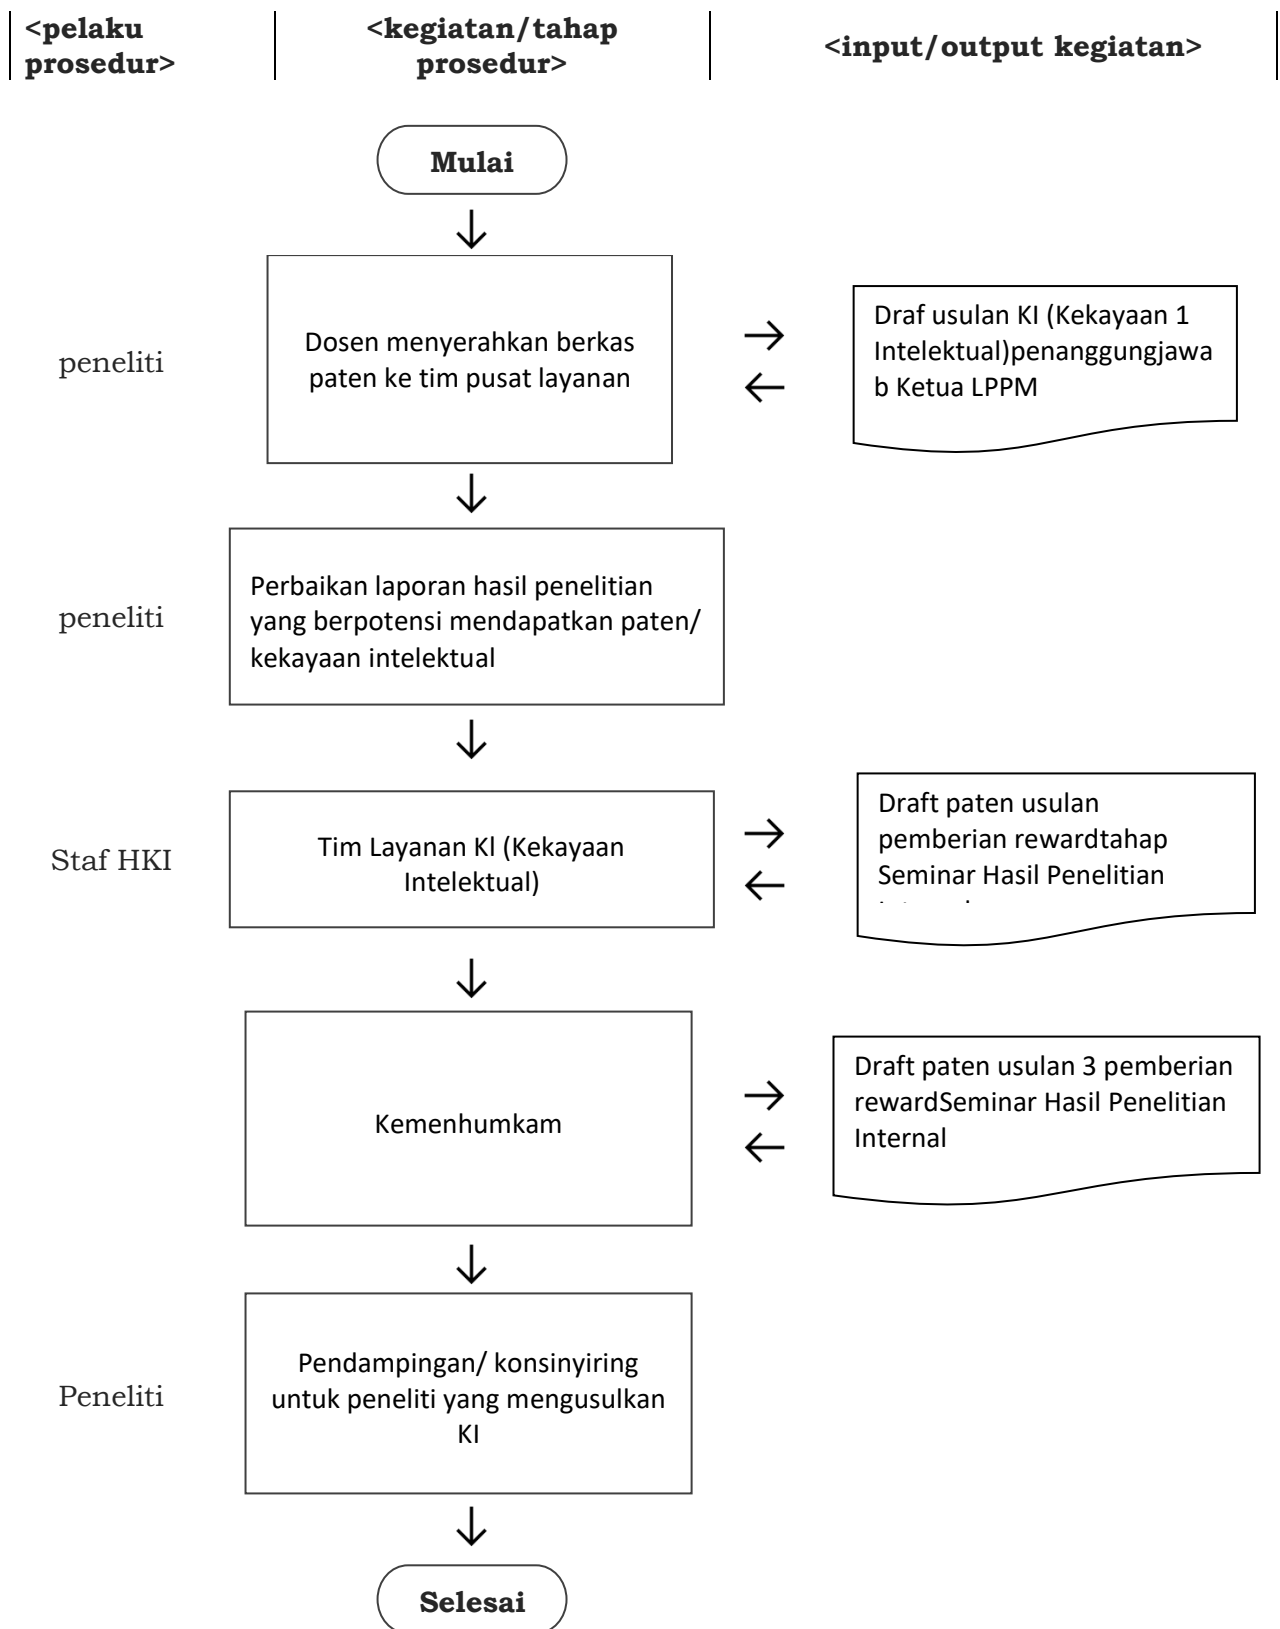 <pelaku
prosedur>
<kegiatan/tahap
prosedur>
<input/output kegiatan>
Mulai
peneliti
Dosen menyerahkan berkas
paten ke tim pusat layanan
Draf usulan KI (Kekayaan 1
Intelektual)penanggungjawa
b Ketua LPPM
peneliti
Perbaikan laporan hasil penelitian
yang berpotensi mendapatkan paten/
kekayaan intelektual
Staf HKI
Tim Layanan Kl (Kekayaan
Intelektual)
Draft paten usulan
pemberian rewardtahap
Seminar Hasil Penelitian
Kemenhumkam
Draft paten usulan 3 pemberian
rewardSeminar Hasil Penelitian
Internal
Peneliti
Pendampingan/ konsinyiring
untuk peneliti yang mengusulkan
KI
Selesai